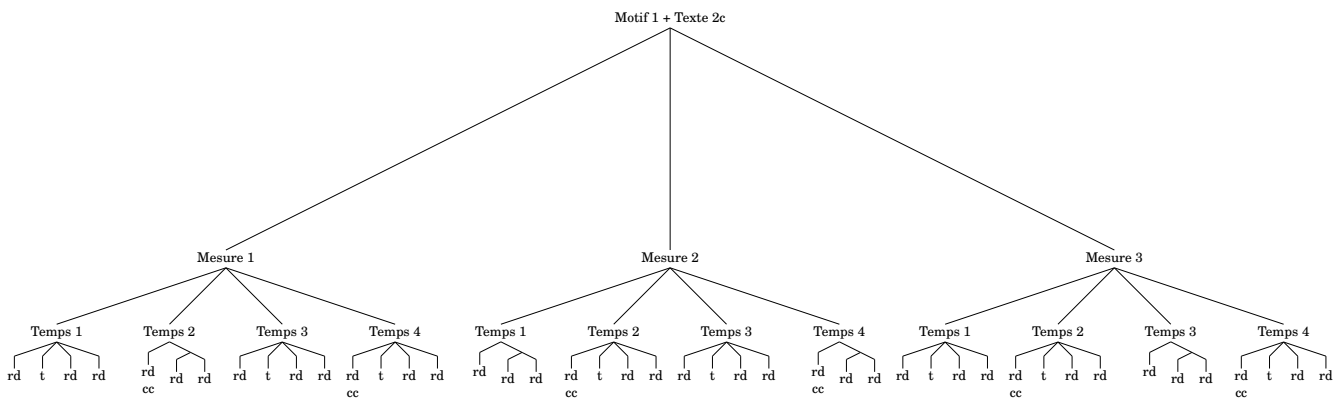 Motif 1 + Texte 2c
Mesure 1 Mesure 2 Mesure 3
Temps 1 Temps 2 Temps 3 Temps 4 Temps 1 Temps 2 Temps 3 Temps 4 Temps 1 Temps 2 Temps 3 Temps 4
rd t rd rd rd rd rd rd t rd rd rd t rd rd rd rd rd rd t rd rd rd t rd rd rd rd rd rd t rd rd rd t rd rd rd rd rd rd t rd rd
cc cc cc cc cc cc